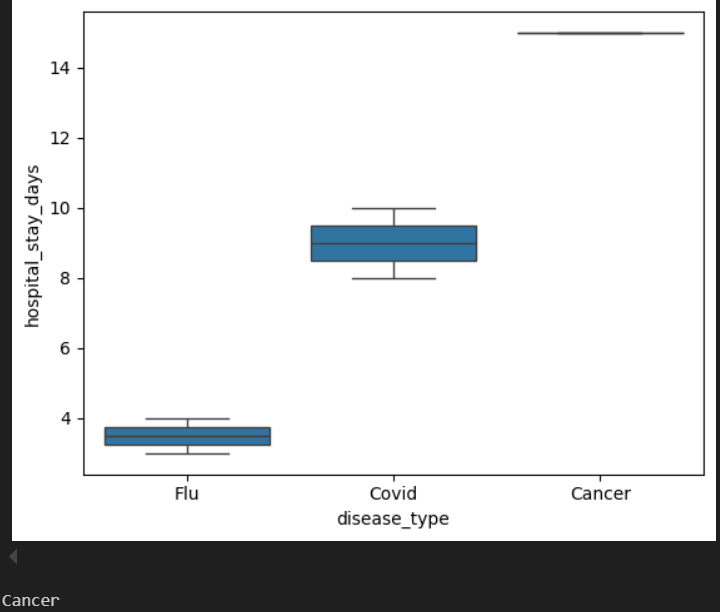 14
12
10
8
6
4
hospital_stay_days
Flu Covid Cancer
disease_type
Cancer